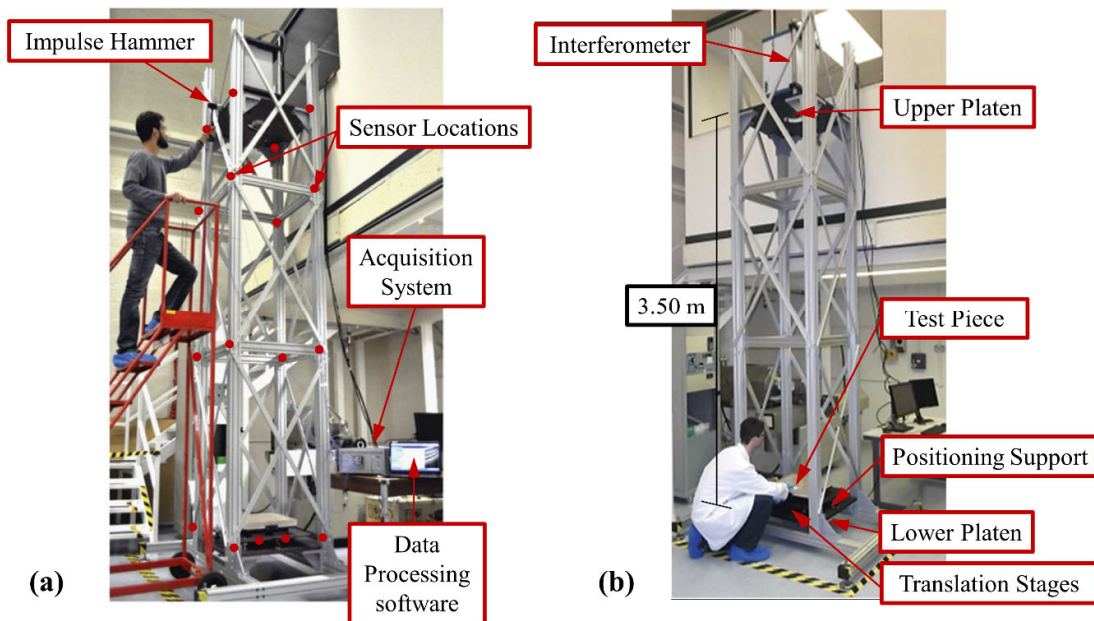 Impulse Hammer
Sensor Locations
Acquisition
System
Data
Processing
software
(a)
Interferometer
Upper Platen
3.50 m
Test Piece
Positioning Support
Lower Platen
Translation Stages
(b)